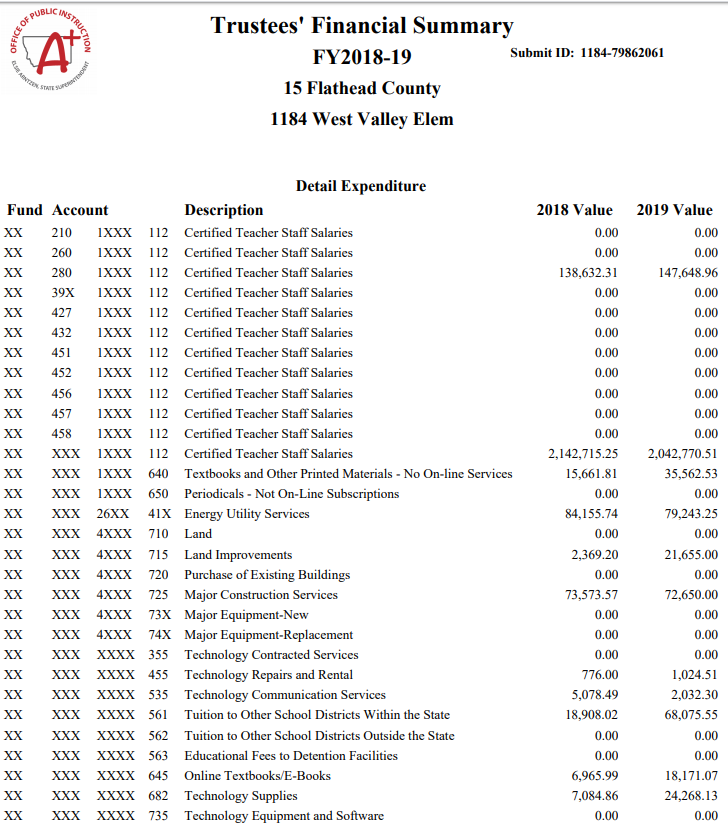 OFFICE OF PUBLIC INSTRUCTION
A+
ELSIE ARNTZEN, STATE SUPERINTENDENT
Trustees' Financial Summary
FY2018-19
Submit ID: 1184-79862061
15 Flathead County
1184 West Valley Elem
Detail Expenditure
Fund Account Description 2018 Value 2019 Value
XX 210 1XXX 112 Certified Teacher Staff Salaries 0.00 0.00
XX 260 1XXX 112 Certified Teacher Staff Salaries 0.00 0.00
XX 280 1XXX 112 Certified Teacher Staff Salaries 138,632.31 147,648.96
XX 39X 1XXX 112 Certified Teacher Staff Salaries 0.00 0.00
XX 427 1XXX 112 Certified Teacher Staff Salaries 0.00 0.00
XX 432 1XXX 112 Certified Teacher Staff Salaries 0.00 0.00
XX 451 1XXX 112 Certified Teacher Staff Salaries 0.00 0.00
XX 452 1XXX 112 Certified Teacher Staff Salaries 0.00 0.00
XX 456 1XXX 112 Certified Teacher Staff Salaries 0.00 0.00
XX 457 1XXX 112 Certified Teacher Staff Salaries 0.00 0.00
XX 458 1XXX 112 Certified Teacher Staff Salaries 0.00 0.00
XX XXX 1XXX 112 Certified Teacher Staff Salaries 2,142,715.25 2,042,770.51
XX XXX 1XXX 640 Textbooks and Other Printed Materials - No On-line Services 15,661.81 35,562.53
XX XXX 1XXX 650 Periodicals - Not On-Line Subscriptions 0.00 0.00
XX XXX 26XX 41X Energy Utility Services 84,155.74 79,243.25
XX XXX 4XXX 710 Land 0.00 0.00
XX XXX 4XXX 715 Land Improvements 2,369.20 21,655.00
XX XXX 4XXX 720 Purchase of Existing Buildings 0.00 0.00
XX XXX 4XXX 725 Major Construction Services 73,573.57 72,650.00
XX XXX 4XXX 73X Major Equipment-New 0.00 0.00
XX XXX 4XXX 74X Major Equipment-Replacement 0.00 0.00
XX XXX XXXX 355 Technology Contracted Services 0.00 0.00
XX XXX XXXX 455 Technology Repairs and Rental 776.00 1,024.51
XX XXX XXXX 535 Technology Communication Services 5,078.49 2,032.30
XX XXX XXXX 561 Tuition to Other School Districts Within the State 18,908.02 68,075.55
XX XXX XXXX 562 Tuition to Other School Districts Outside the State 0.00 0.00
XX XXX XXXX 563 Educational Fees to Detention Facilities 0.00 0.00
XX XXX XXXX 645 Online Textbooks/E-Books 6,965.99 18,171.07
XX XXX XXXX 682 Technology Supplies 7,084.86 24,268.13
XX XXX XXXX 735 Technology Equipment and Software 0.00 0.00